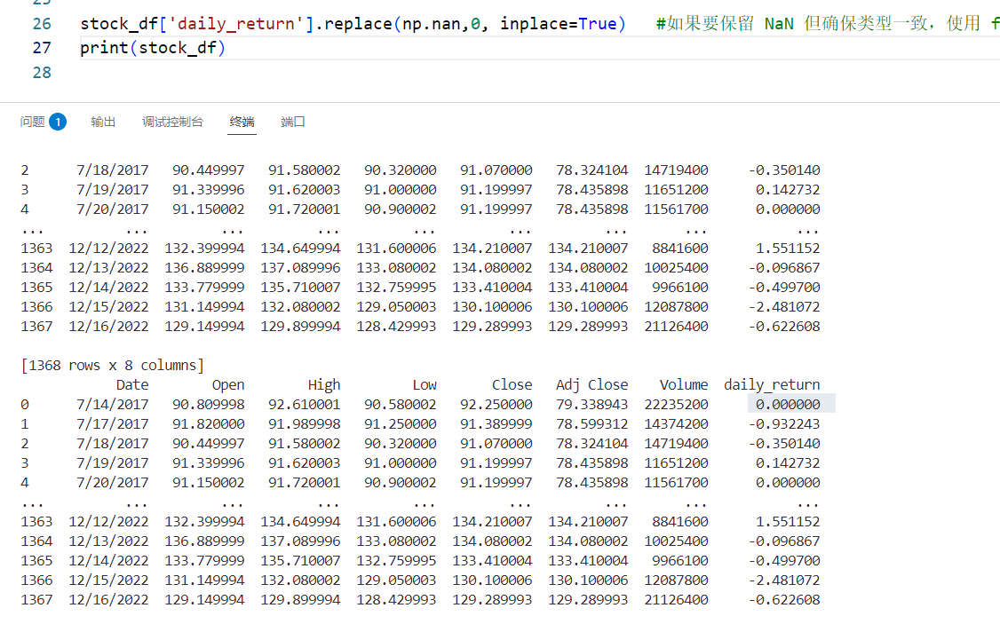 26 stock_df['daily_return'].replace(np.nan,0, inplace=True) #如果要保留 NaN 但确保类型一致，使用 f
27 print(stock_df)
28
问题 1 输出 调试控制台 终端 端口
2 7/18/2017 90.449997 91.580002 90.320000 91.070000 78.324104 14719400 -0.350140
3 7/19/2017 91.339996 91.620003 91.000000 91.199997 78.435898 11651200 0.142732
4 7/20/2017 91.150002 91.720001 90.900002 91.199997 78.435898 11561700 0.000000
... ... ... ... ... ... ... ... ...
1363 12/12/2022 132.399994 134.649994 131.600006 134.210007 134.210007 8841600 1.551152
1364 12/13/2022 136.889999 137.089996 133.080002 134.080002 134.080002 10025400 -0.096867
1365 12/14/2022 133.779999 135.710007 132.759995 133.410004 133.410004 9966100 -0.499700
1366 12/15/2022 131.149994 132.080002 129.050003 130.100006 130.100006 12087800 -2.481072
1367 12/16/2022 129.149994 129.899994 128.429993 129.289993 129.289993 21126400 -0.622608
[1368 rows x 8 columns]
Date Open High Low Close Adj Close Volume daily_return
0 7/14/2017 90.809998 92.610001 90.580002 92.250000 79.338943 22235200 0.000000
1 7/17/2017 91.820000 91.989998 91.250000 91.389999 78.599312 14374200 -0.932243
2 7/18/2017 90.449997 91.580002 90.320000 91.070000 78.324104 14719400 -0.350140
3 7/19/2017 91.339996 91.620003 91.000000 91.199997 78.435898 11651200 0.142732
4 7/20/2017 91.150002 91.720001 90.900002 91.199997 78.435898 11561700 0.000000
... ... ... ... ... ... ... ... ...
1363 12/12/2022 132.399994 134.649994 131.600006 134.210007 134.210007 8841600 1.551152
1364 12/13/2022 136.889999 137.089996 133.080002 134.080002 134.080002 10025400 -0.096867
1365 12/14/2022 133.779999 135.710007 132.759995 133.410004 133.410004 9966100 -0.499700
1366 12/15/2022 131.149994 132.080002 129.050003 130.100006 130.100006 12087800 -2.481072
1367 12/16/2022 129.149994 129.899994 128.429993 129.289993 129.289993 21126400 -0.622608